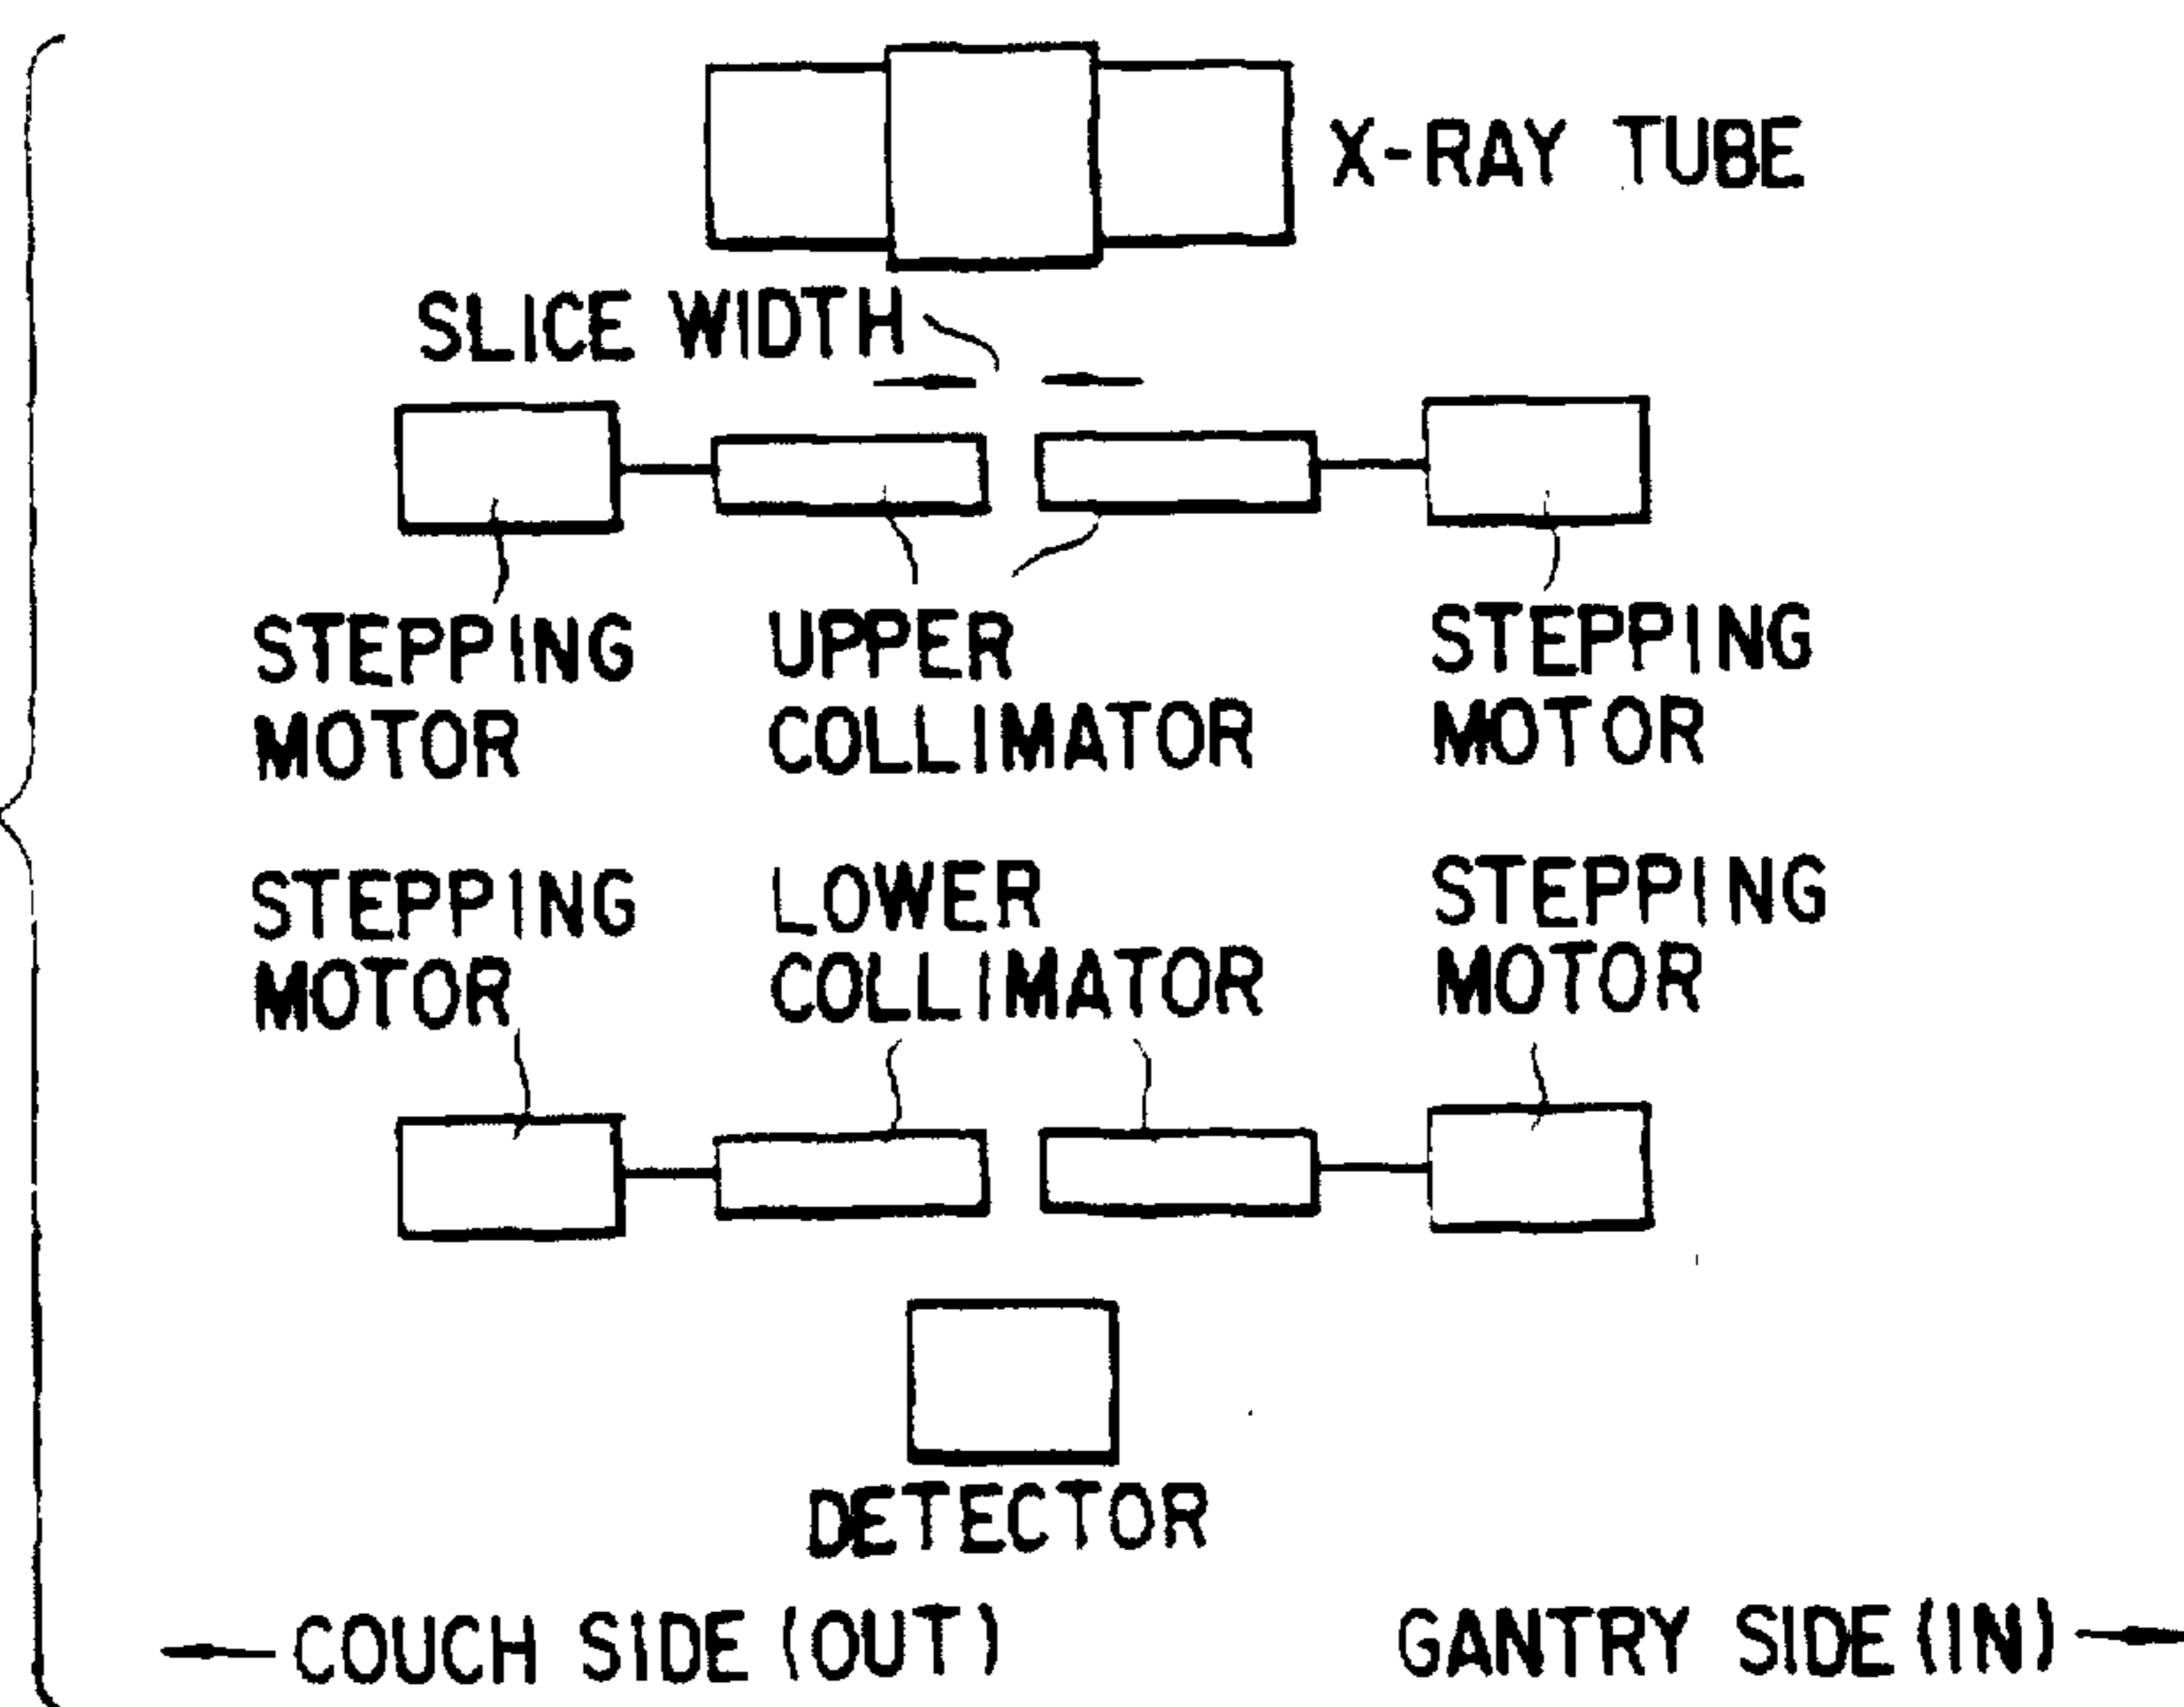 X-RAY TUBE
SLICE WIDTH
STEPPING
MOTOR
UPPER
COLLIMATOR
STEPPING
MOTOR
STEPPING
MOTOR
LOWER
COLLIMATOR
STEPPING
MOTOR
DETECTOR
COUCH SIDE (OUT)
GANTRY SIDE (IN)